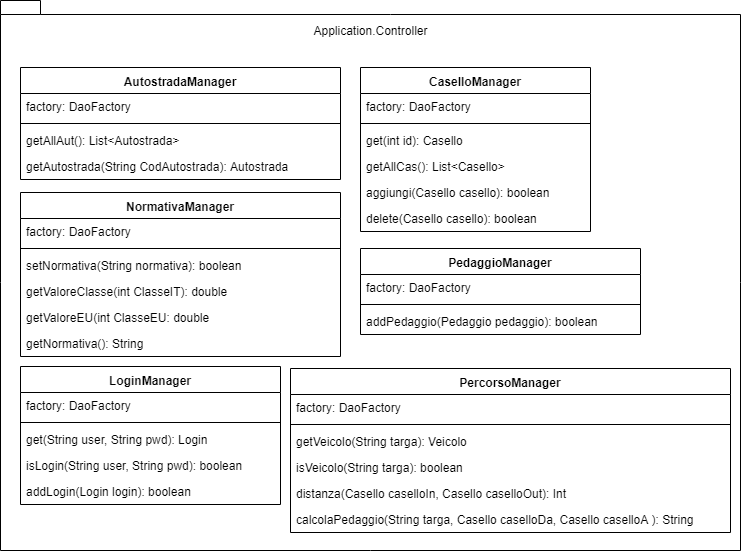 Application.Controller
AutostradaManager
factory: DaoFactory
getAllAut(): List<Autostrada>
getAutostrada(String CodAutostrada): Autostrada
CaselloManager
factory: DaoFactory
get(int id): Casello
getAllCas(): List<Casello>
aggiungi(Casello casello): boolean
delete(Casello casello): boolean
NormativaManager
factory: DaoFactory
setNormativa(String normativa): boolean
getValoreClasse(int ClasseIT): double
getValoreEU(int ClasseEU: double
getNormativa(): String
PedaggioManager
factory: DaoFactory
addPedaggio(Pedaggio pedaggio): boolean
LoginManager
factory: DaoFactory
get(String user, String pwd): Login
isLogin(String user, String pwd): boolean
addLogin(Login login): boolean
PercorsoManager
factory: DaoFactory
getVeicolo(String targa): Veicolo
isVeicolo(String targa): boolean
distanza(Casello caselloIn, Casello caselloOut): Int
calcolaPedaggio(String targa, Casello caselloDa, Casello caselloA ): String